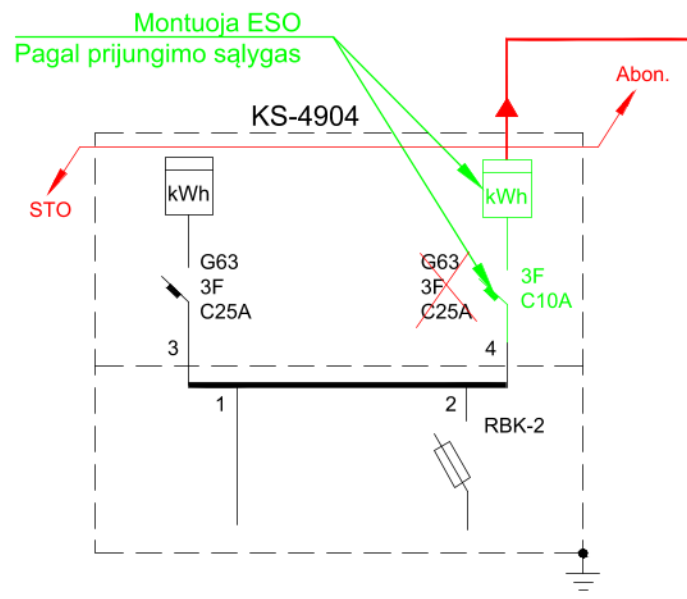 Montuoja ESO
Pagal prijungimo sąlygas
Abon.
KS-4904
STO
kWh
kWh
G63
3F
C25A
G63
3F
C25A
3F
C10A
3
4
1
2
RBK-2